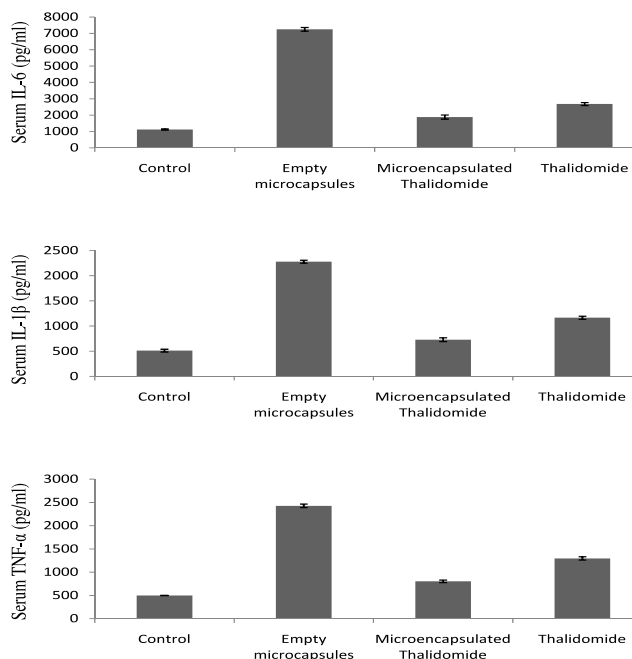 Serum IL-6 (pg/ml)
8000
7000
6000
5000
4000
3000
2000
1000
0
Control
Empty
microcapsules
Microencapsulated
Thalidomide
Thalidomide
Serum IL-1β (pg/ml)
2500
2000
1500
1000
500
0
Control
Empty
microcapsules
Microencapsulated
Thalidomide
Thalidomide
Serum TNF-α (pg/ml)
3000
2500
2000
1500
1000
500
0
Control
Empty
microcapsules
Microencapsulated
Thalidomide
Thalidomide